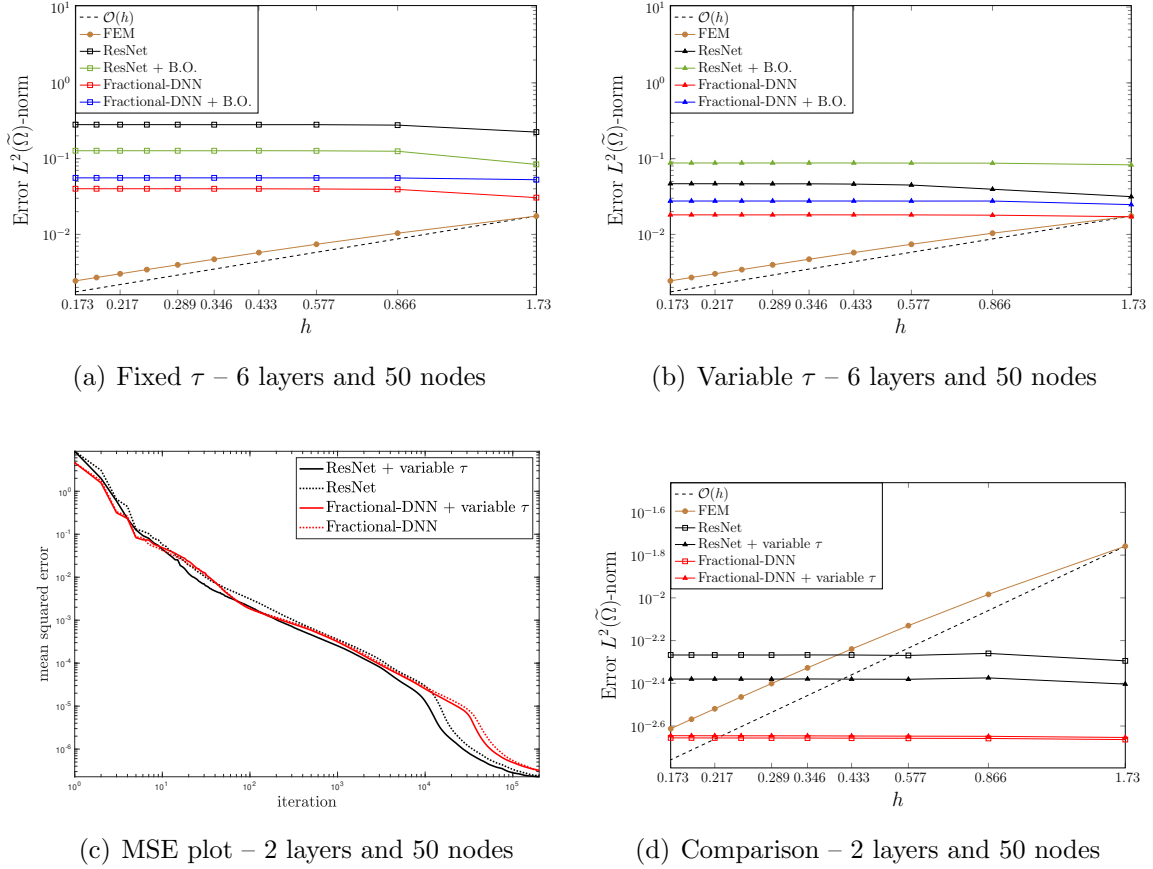 10^1
10^0
10^{-1}
10^{-2}
Error L^2(\widetilde{\Omega})-norm
O(h)
FEM
ResNet
ResNet + B.O.
Fractional-DNN
Fractional-DNN + B.O.
0.173 0.217 0.289 0.346 0.433 0.577 0.866 1.73
h
(a) Fixed τ – 6 layers and 50 nodes
10^1
10^0
10^{-1}
10^{-2}
Error L^2(\widetilde{\Omega})-norm
O(h)
FEM
ResNet
ResNet + B.O.
Fractional-DNN
Fractional-DNN + B.O.
0.173 0.217 0.289 0.346 0.433 0.577 0.866 1.73
h
(b) Variable τ – 6 layers and 50 nodes
10^0
10^{-1}
10^{-2}
10^{-3}
10^{-4}
10^{-5}
10^{-6}
mean squared error
ResNet + variable τ
ResNet
Fractional-DNN + variable τ
Fractional-DNN
10^0 10^1 10^2 10^3 10^4 10^5
iteration
(c) MSE plot – 2 layers and 50 nodes
10^{-1.6}
10^{-1.8}
10^{-2}
10^{-2.2}
10^{-2.4}
10^{-2.6}
Error L^2(\widetilde{\Omega})-norm
O(h)
FEM
ResNet
ResNet + variable τ
Fractional-DNN
Fractional-DNN + variable τ
0.173 0.217 0.289 0.346 0.433 0.577 0.866 1.73
h
(d) Comparison – 2 layers and 50 nodes